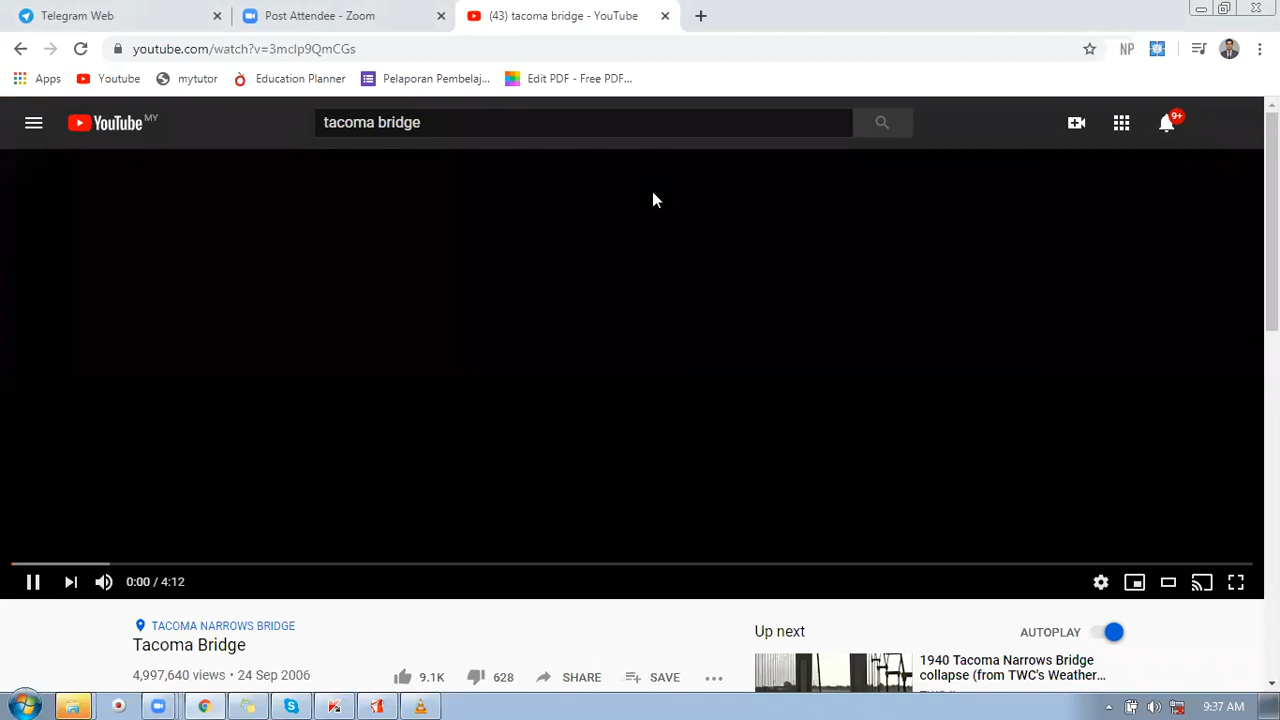 Telegram Web
Post Attendee - Zoom
(43) tacoma bridge - YouTube
youtube.com/watch?v=3mclp9QmCGs
NP
Apps
Youtube
mytutor
Education Planner
Pelaporan Pembelaj...
Edit PDF - Free PDF...
YouTube MY
tacoma bridge
9+
0:00 / 4:12
TACOMA NARROWS BRIDGE
Tacoma Bridge
4,997,640 views • 24 Sep 2006
9.1K
628
SHARE
SAVE
Up next
AUTOPLAY
1940 Tacoma Narrows Bridge
collapse (from TWC's Weather...
9:37 AM